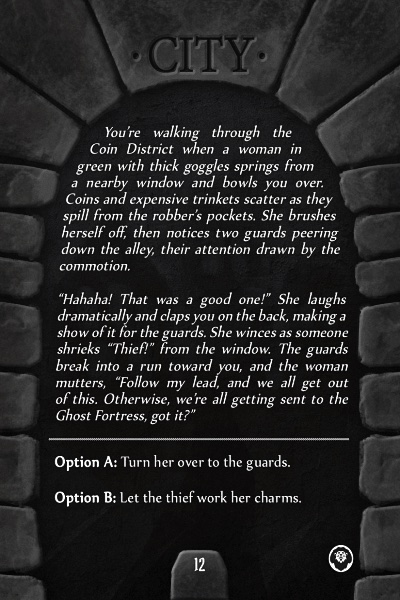 ·CITY·
You're walking through the
Coin District when a woman in
green with thick goggles springs from
a nearby window and bowls you over.
Coins and expensive trinkets scatter as they
spill from the robber's pockets. She brushes
herself off, then notices two guards peering
down the alley, their attention drawn by the
commotion.
“Hahaha! That was a good one!” She laughs
dramatically and claps you on the back, making a
show of it for the guards. She winces as someone
shrieks “Thief!” from the window. The guards
break into a run toward you, and the woman
mutters, “Follow my lead, and we all get out
of this. Otherwise, we're all getting sent to the
Ghost Fortress, got it?”
Option A: Turn her over to the guards.
Option B: Let the thief work her charms.
12